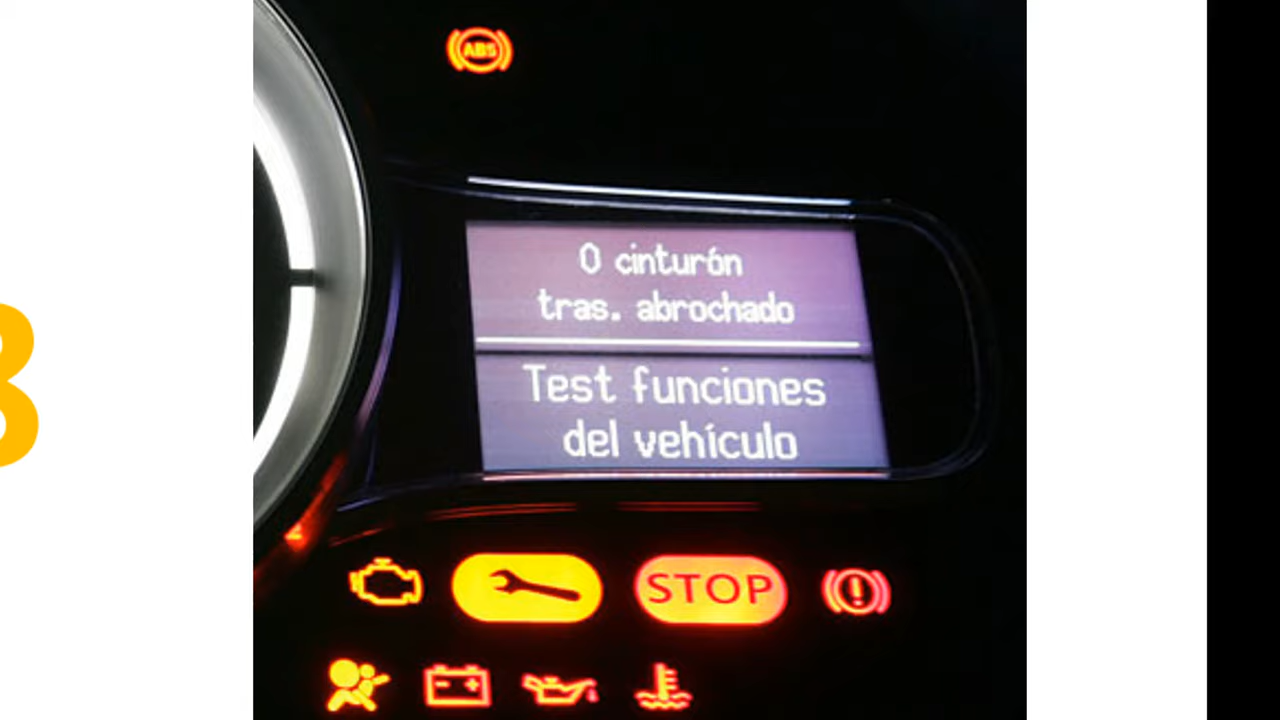 ABS
0 cinturón
tras. abrochado
Test funciones
del vehículo
STOP